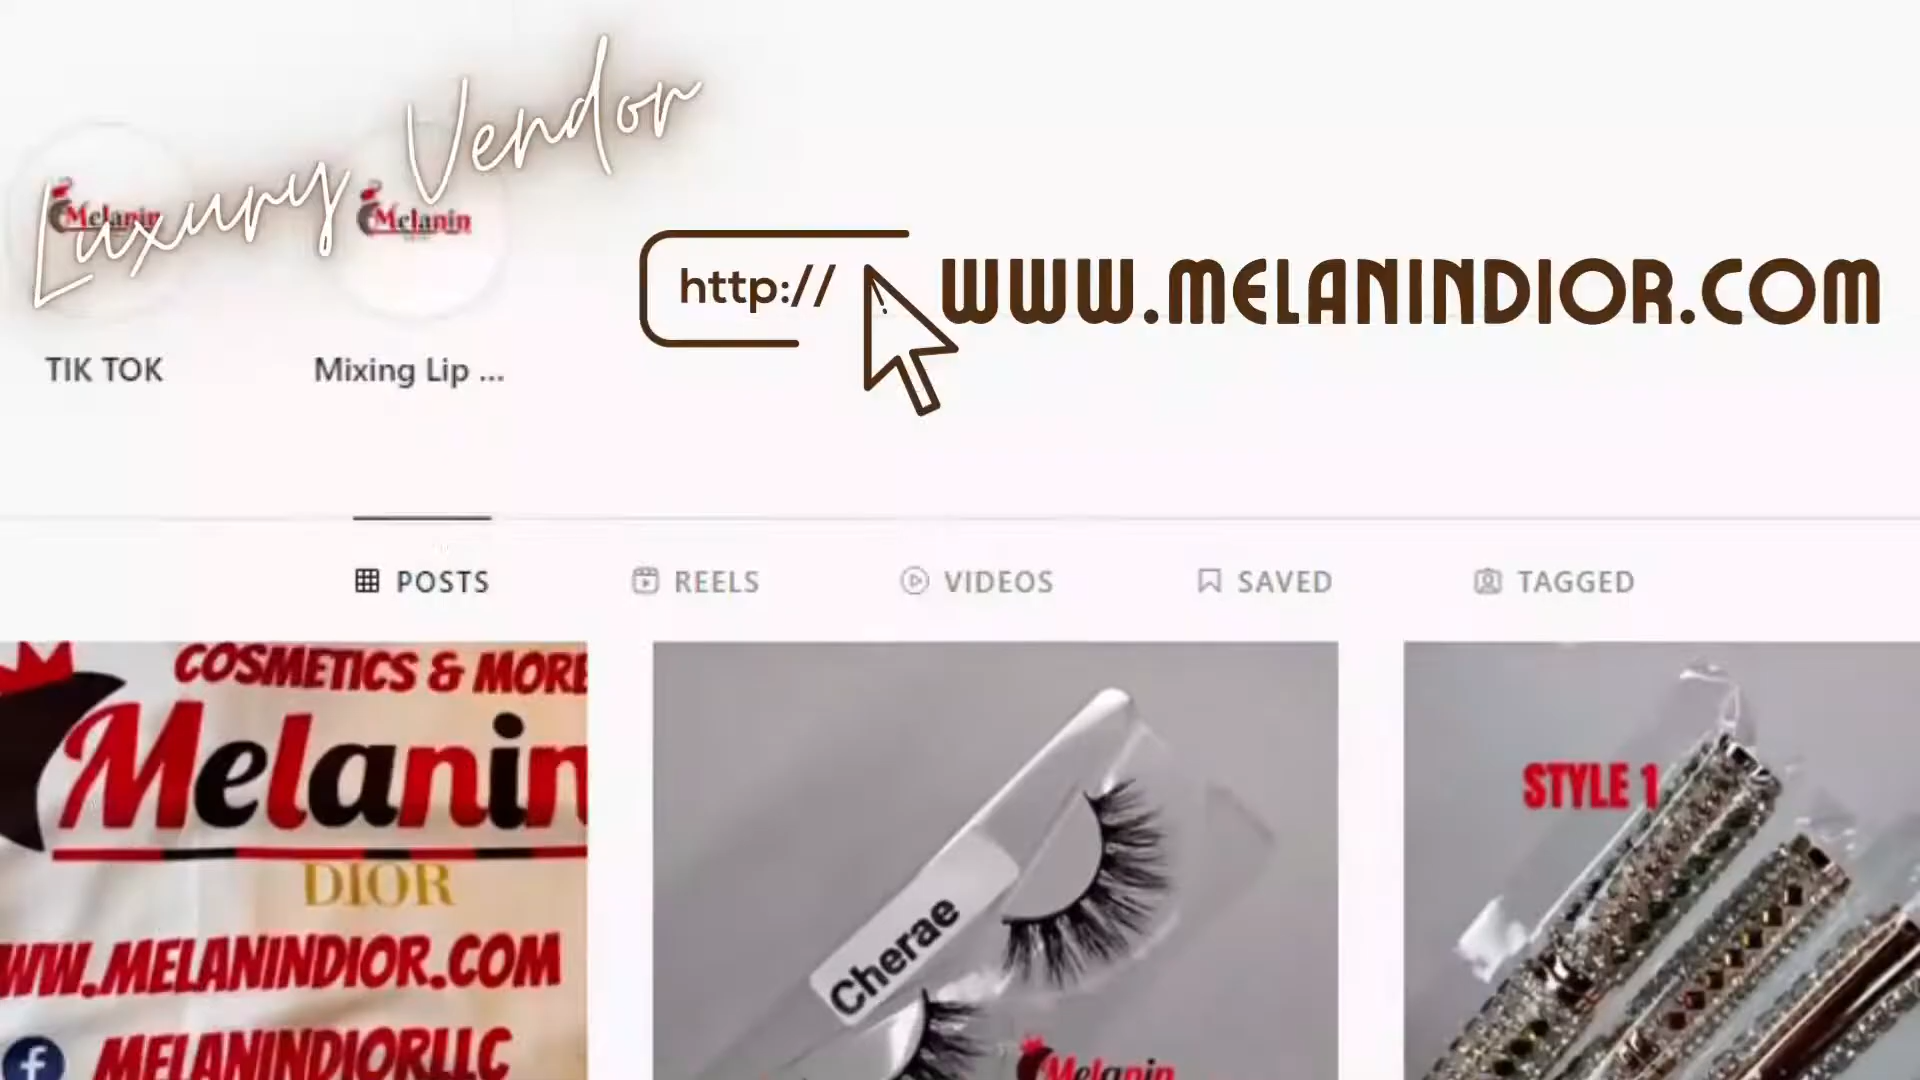 Luxury Vendor
Melanin
Melanin
http://
WWW.MELANINDIOR.COM
TIK TOK
Mixing Lip ...
POSTS
REELS
VIDEOS
SAVED
TAGGED
COSMETICS & MORE
Melanin
DIOR
WW.MELANINDIOR.COM
f MELANINDIORLLC
Cherae
Melanin
STYLE 1